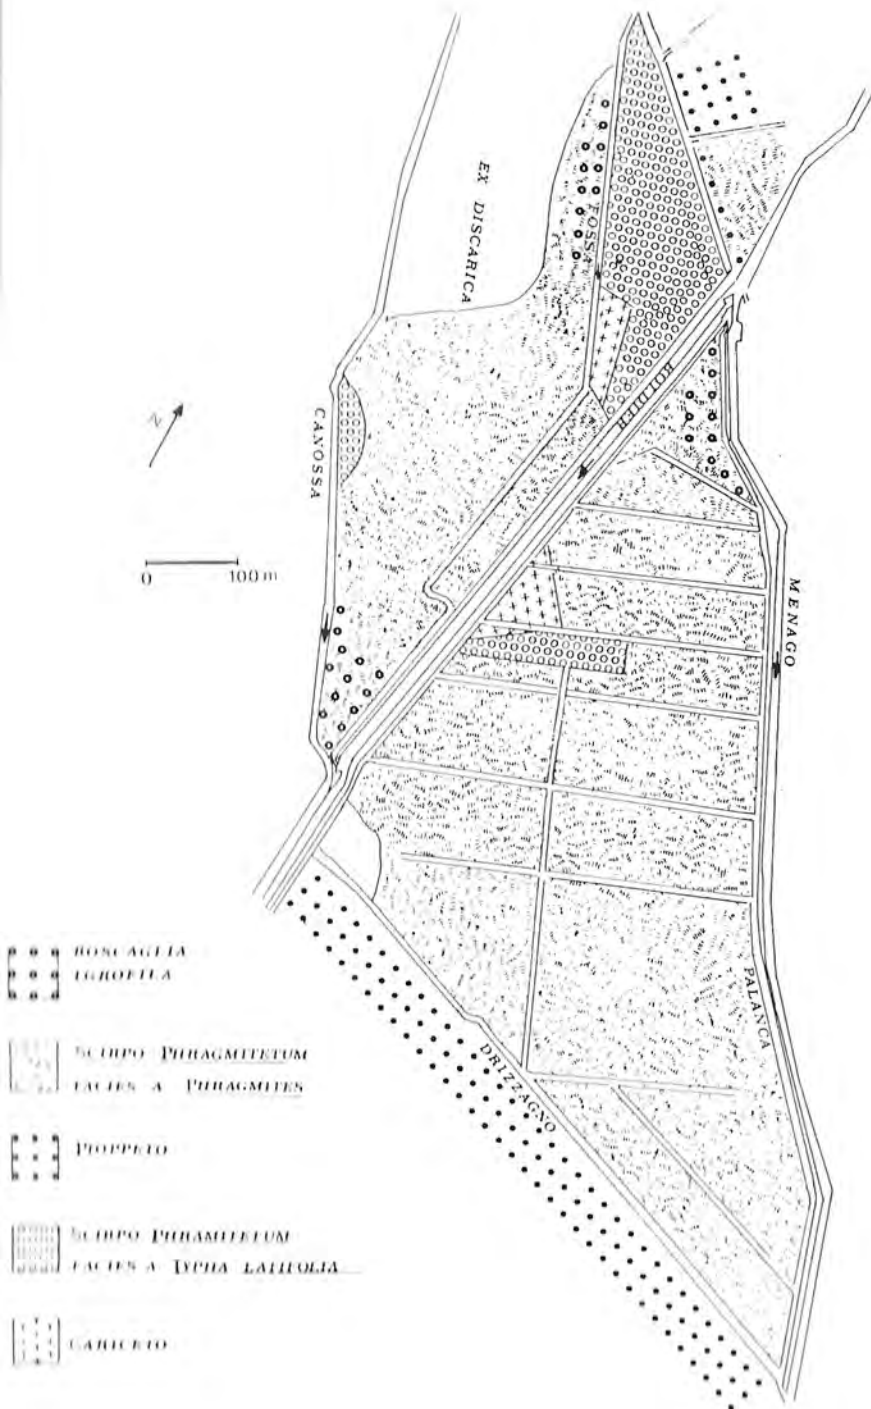 EX DISCARICA
FOSSA
BOLDIER
CANOSSA
N
0 100 m
MENAGO
PALANCA
DRIZZAGNO
BOSCAGLIA
IGROFILA
SCIRPO PHRAGMITETUM
FACIES A PHRAGMITES
PIOPPETO
SCIRPO PHRAMITETUM
FACIES A TYPHA LATIFOLIA
CARICETO